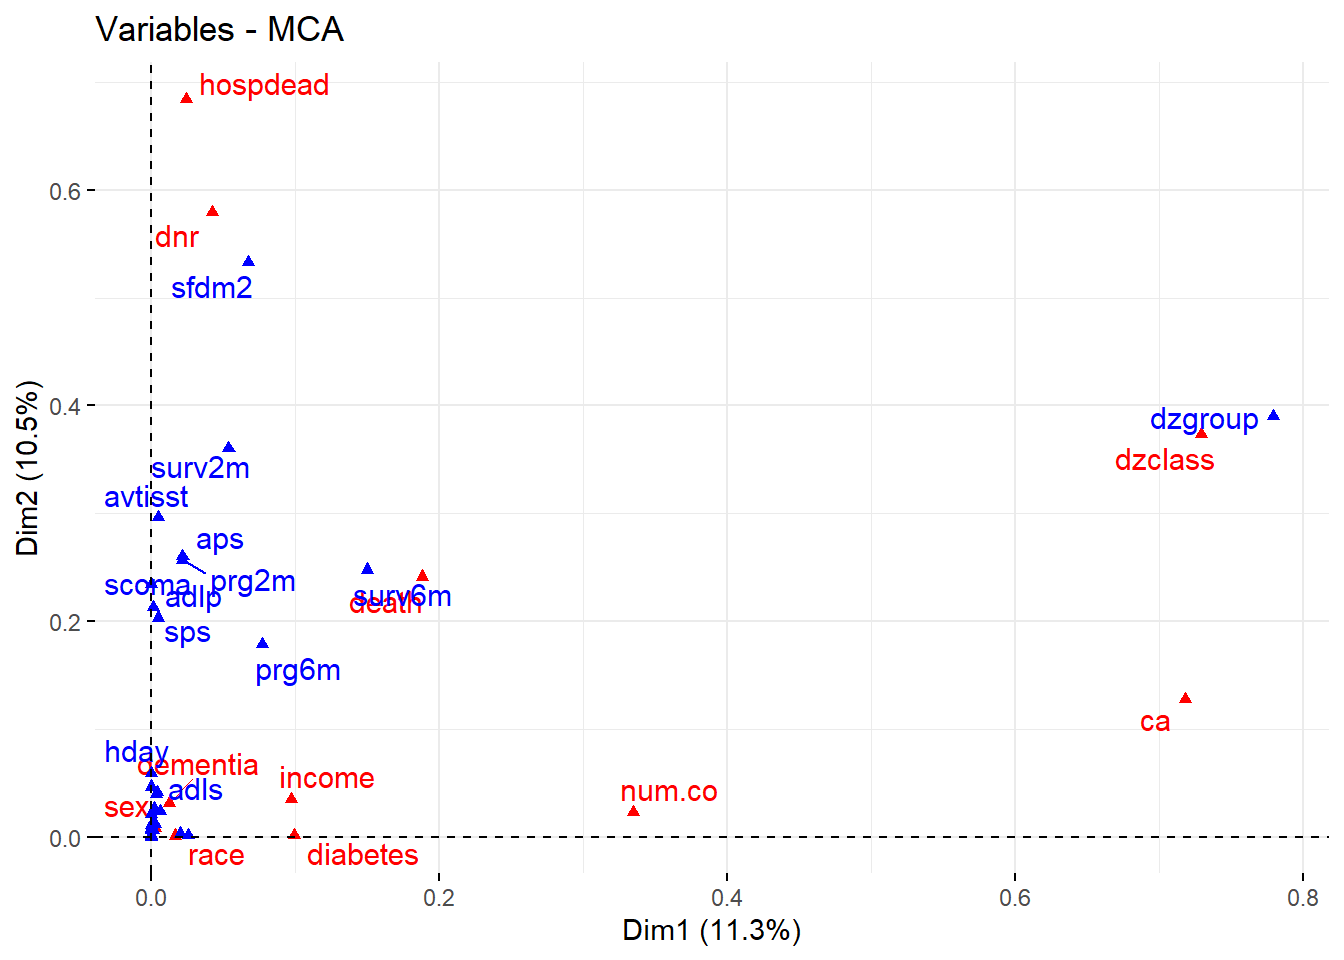 Variables - MCA
hospdead
0.6
dnr
sfdm2
0.4
dzgroup
dzclass
surv2m
avtisst
aps
scoma
prg2m
adlp
surv6m
death
0.2
sps
prg6m
ca
hday
dementia
income
adls
num.co
sex
0.0
race
diabetes
0.0 0.2 0.4 0.6 0.8
Dim1 (11.3%)
Dim2 (10.5%)